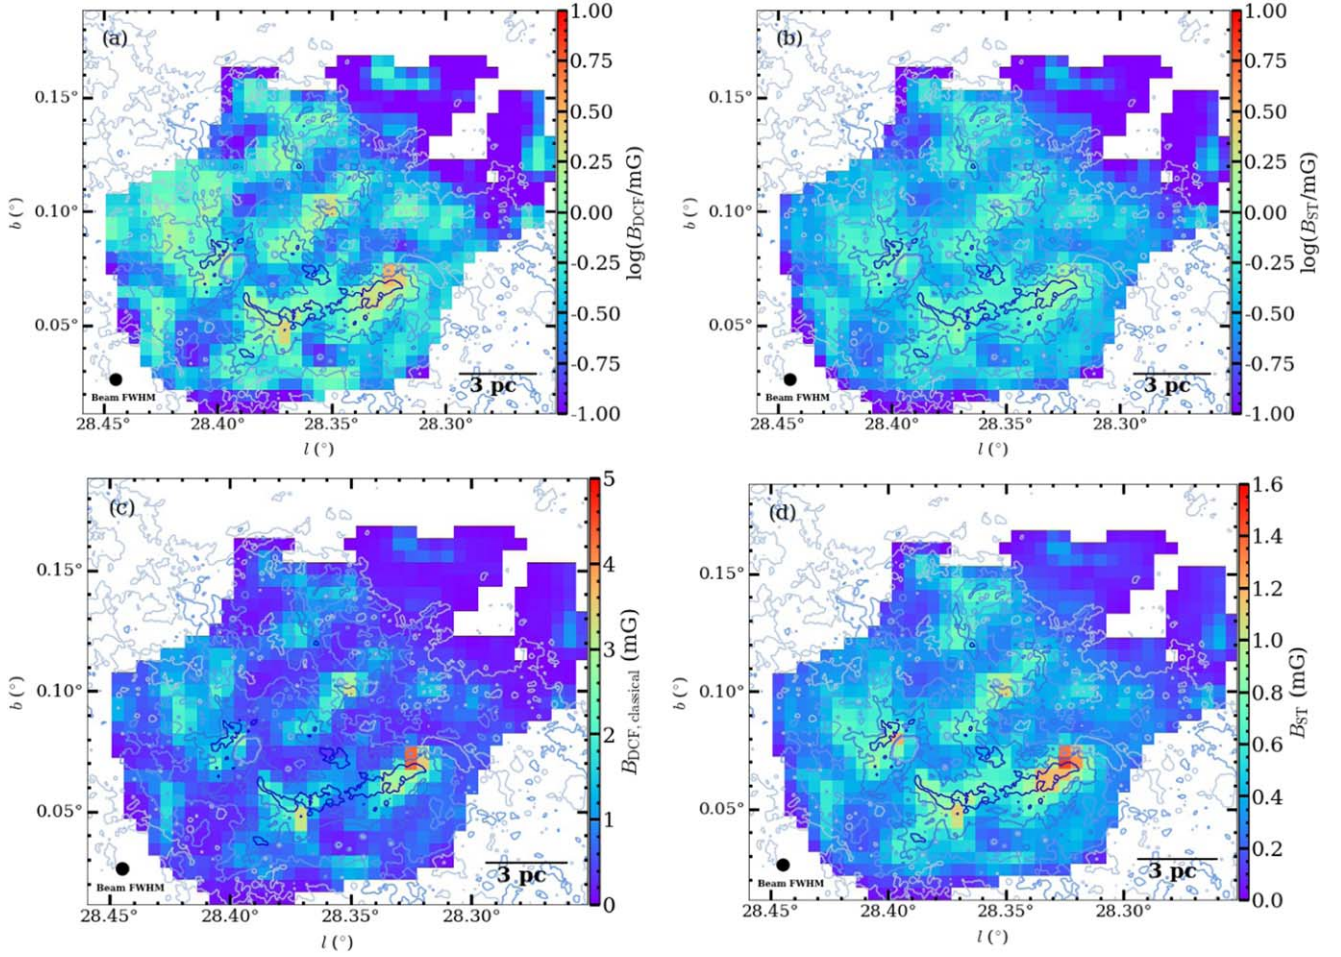 (a)
0.15°
0.10°
0.05°
b (°)
28.45° 28.40° 28.35° 28.30°
l (°)
Beam FWHM
3 pc
1.00
0.75
0.50
0.25
0.00
-0.25
-0.50
-0.75
-1.00
log(B_DCF/mG)
(b)
0.15°
0.10°
0.05°
b (°)
28.45° 28.40° 28.35° 28.30°
l (°)
Beam FWHM
3 pc
1.00
0.75
0.50
0.25
0.00
-0.25
-0.50
-0.75
-1.00
log(B_ST/mG)
(c)
0.15°
0.10°
0.05°
b (°)
28.45° 28.40° 28.35° 28.30°
l (°)
Beam FWHM
3 pc
5
4
3
2
1
0
B_DCF, classical (mG)
(d)
0.15°
0.10°
0.05°
b (°)
28.45° 28.40° 28.35° 28.30°
l (°)
Beam FWHM
3 pc
1.6
1.4
1.2
1.0
0.8
0.6
0.4
0.2
0.0
B_ST (mG)